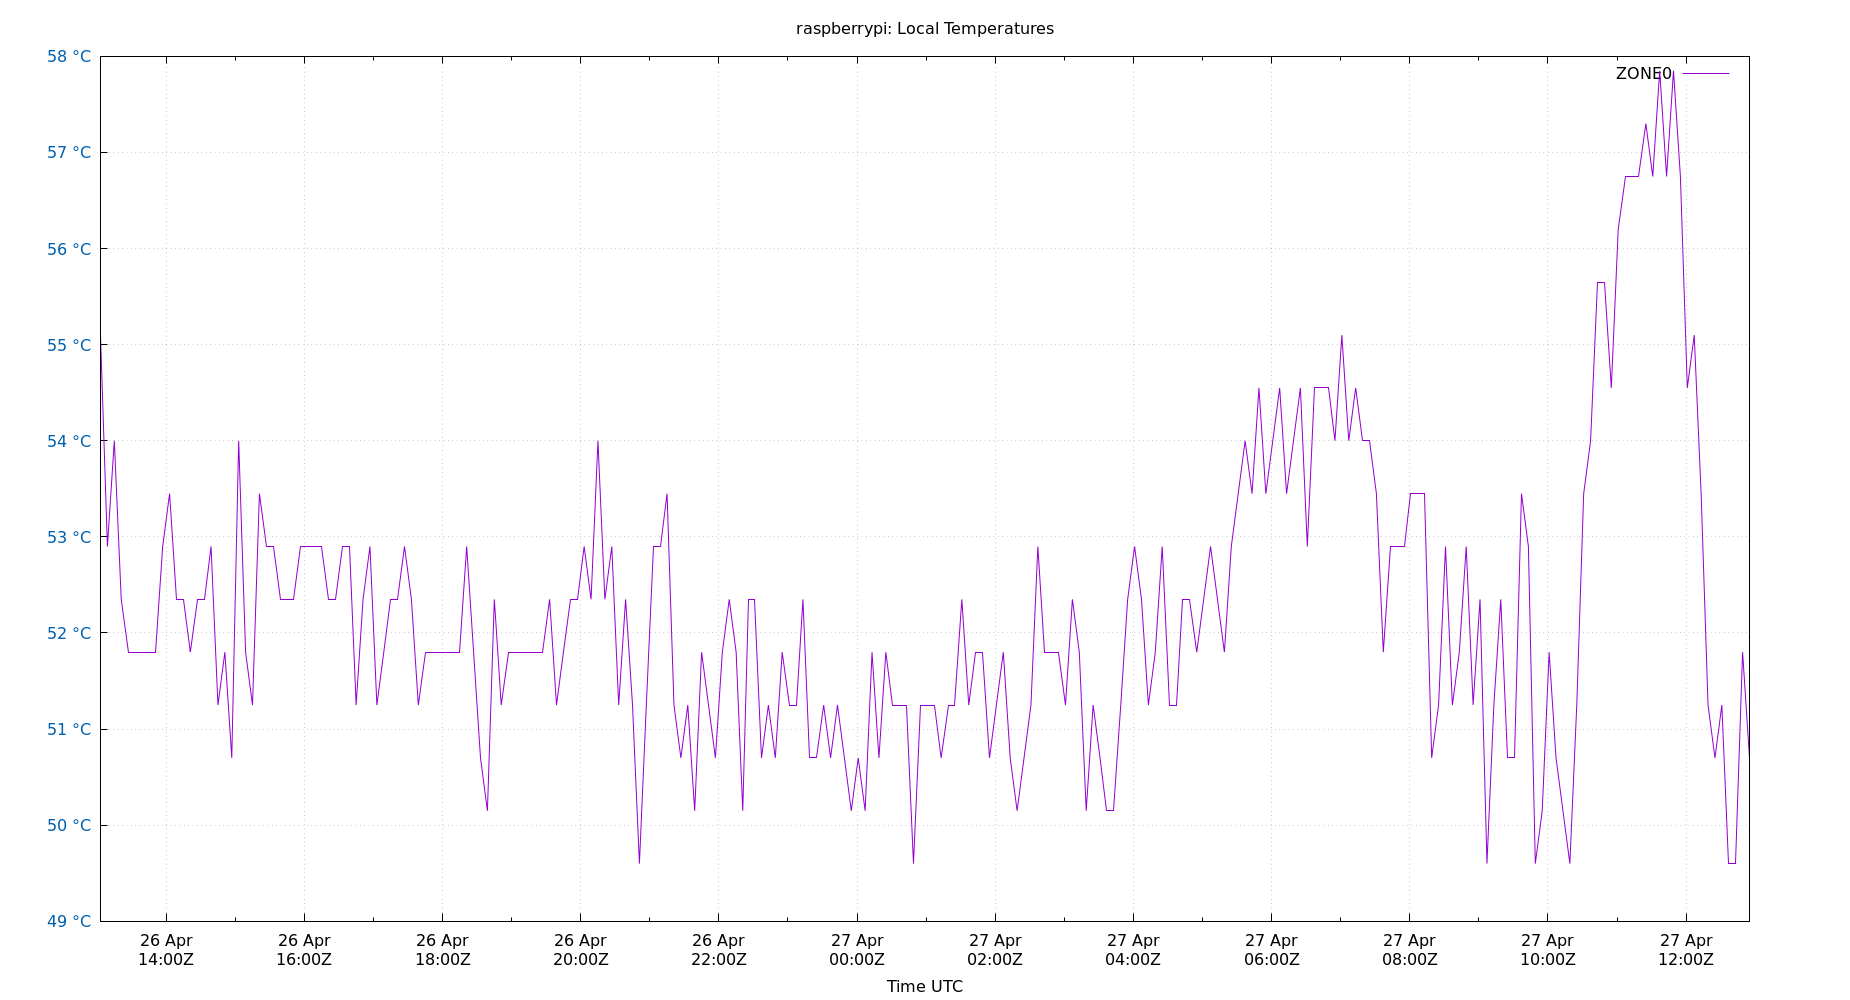 raspberrypi: Local Temperatures
58 °C
ZONE0
57 °C
56 °C
55 °C
54 °C
53 °C
52 °C
51 °C
50 °C
49 °C
26 Apr 26 Apr 26 Apr 26 Apr 26 Apr 27 Apr 27 Apr 27 Apr 27 Apr 27 Apr 27 Apr 27 Apr
14:00Z 16:00Z 18:00Z 20:00Z 22:00Z 00:00Z 02:00Z 04:00Z 06:00Z 08:00Z 10:00Z 12:00Z
Time UTC